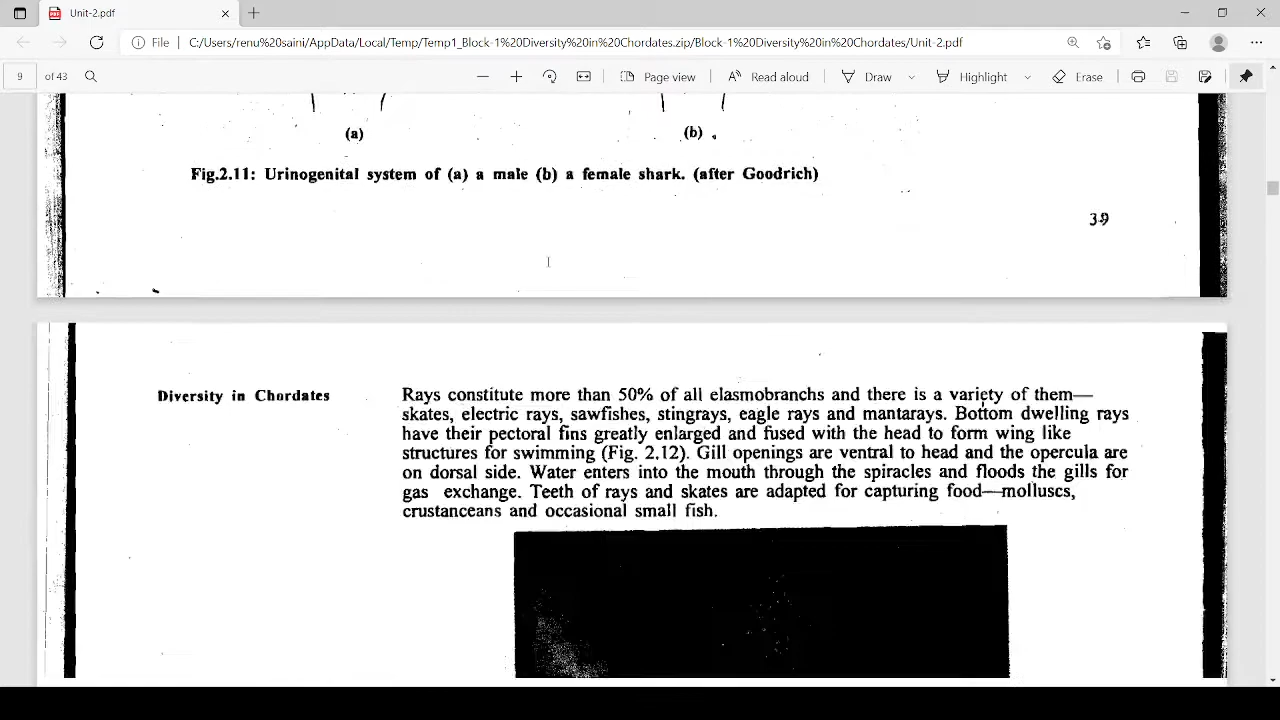 Unit-2.pdf
File C:/Users/renu%20saini/AppData/Local/Temp/Temp1_Block-1%20Diversity%20in%20Chordates.zip/Block-1%20Diversity%20in%20Chordates/Unit-2.pdf
9 of 43 Page view Read aloud Draw Highlight Erase
(a) (b)
Fig.2.11: Urinogenital system of (a) a male (b) a female shark. (after Goodrich)
39
Diversity in Chordates
Rays constitute more than 50% of all elasmobranchs and there is a variety of them—
skates, electric rays, sawfishes, stingrays, eagle rays and mantarays. Bottom dwelling rays
have their pectoral fins greatly enlarged and fused with the head to form wing like
structures for swimming (Fig. 2.12). Gill openings are ventral to head and the opercula are
on dorsal side. Water enters into the mouth through the spiracles and floods the gills for
gas exchange. Teeth of rays and skates are adapted for capturing food—molluscs,
crustanceans and occasional small fish.